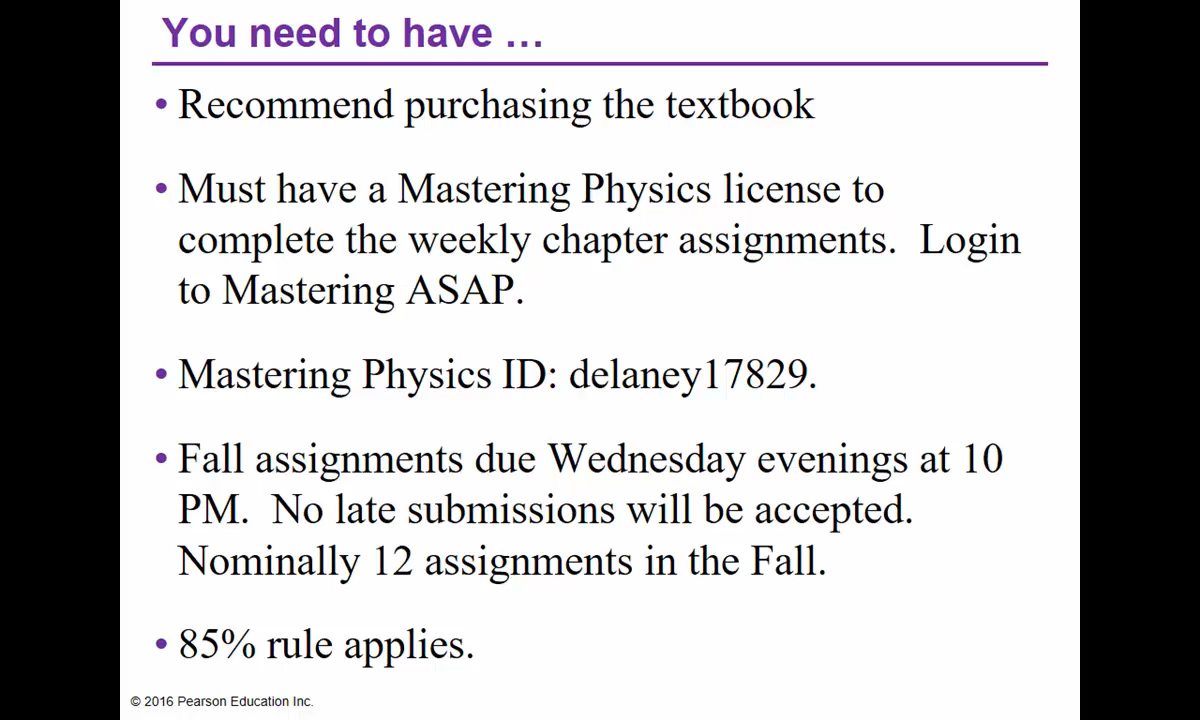 You need to have …
• Recommend purchasing the textbook
• Must have a Mastering Physics license to
complete the weekly chapter assignments.  Login
to Mastering ASAP.
• Mastering Physics ID: delaney17829.
• Fall assignments due Wednesday evenings at 10
PM.  No late submissions will be accepted.
Nominally 12 assignments in the Fall.
• 85% rule applies.
© 2016 Pearson Education Inc.